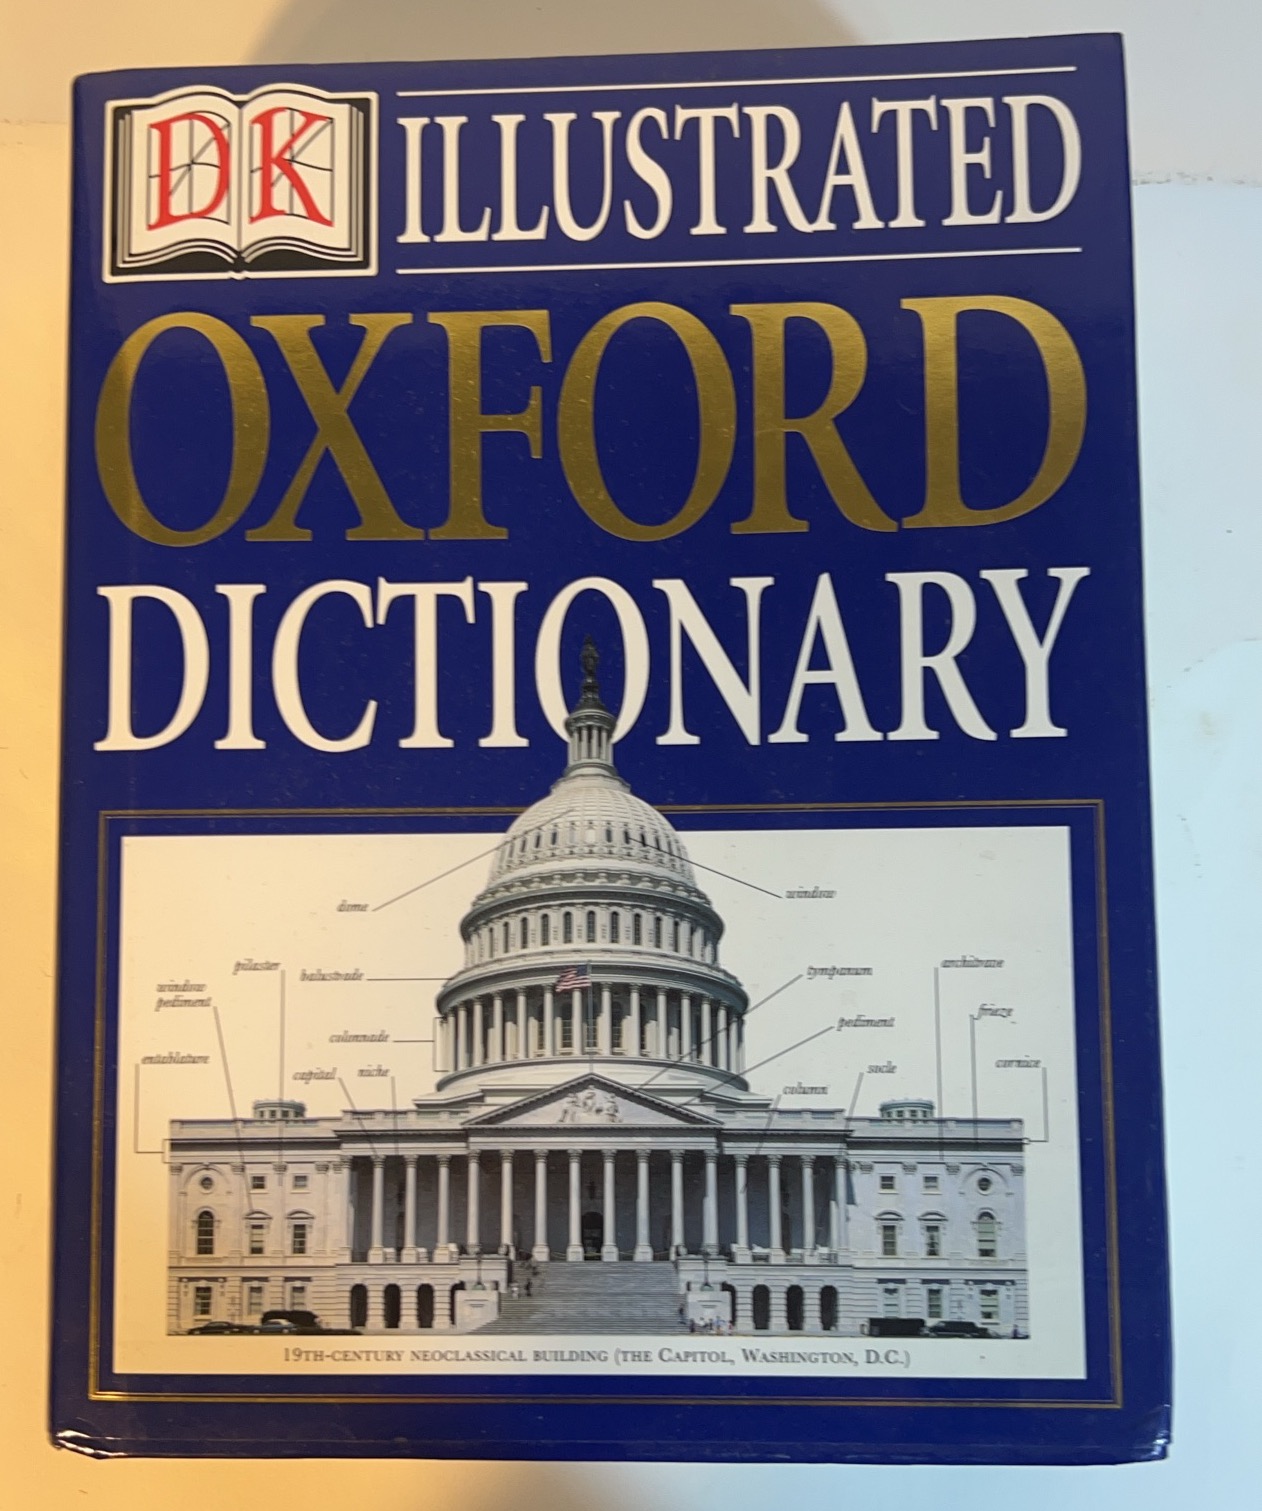 DK ILLUSTRATED
OXFORD
DICTIONARY
dome
window
pilaster
balustrade
tympanum
architrave
window
pediment
colonnade
pediment
frieze
entablature
capital
niche
column
socle
cornice
19TH-CENTURY NEOCLASSICAL BUILDING (THE CAPITOL, WASHINGTON, D.C.)